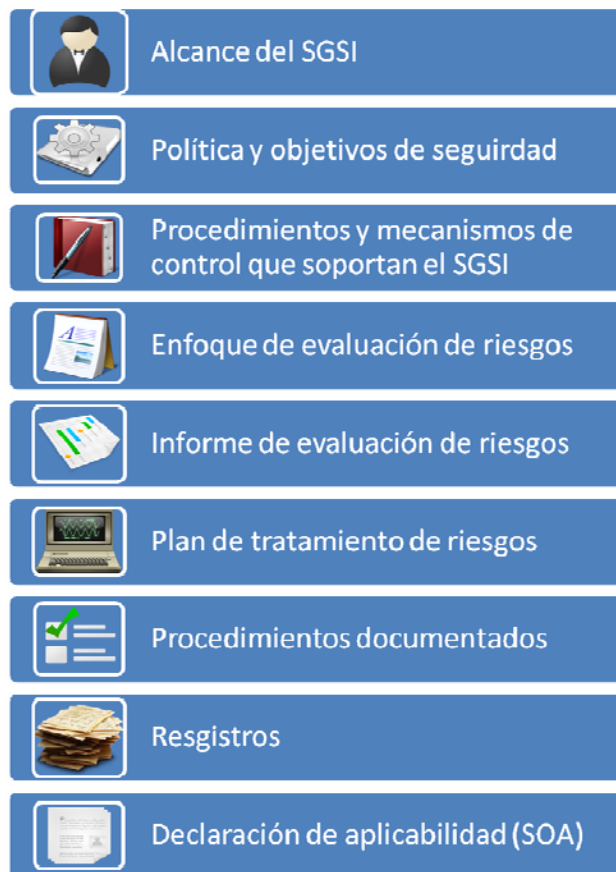 Alcance del SGSI
Política y objetivos de seguirdad
Procedimientos y mecanismos de
control que soportan el SGSI
Enfoque de evaluación de riesgos
Informe de evaluación de riesgos
Plan de tratamiento de riesgos
Procedimientos documentados
Resgistros
Declaración de aplicabilidad (SOA)